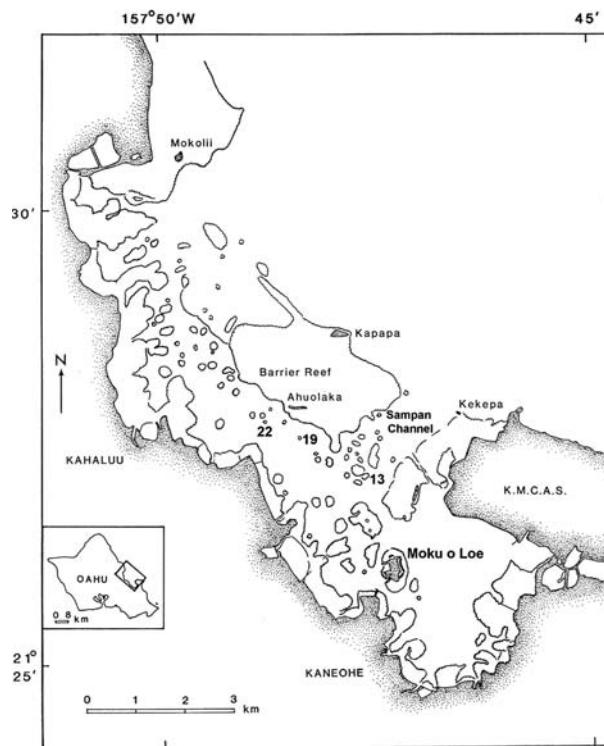 157°50'W
45'
Mokolii
30'
Kapapa
N
Barrier Reef
Ahuolaka
Sampan
Channel
Kekepa
22
19
13
KAHALUU
K.M.C.A.S.
Moku o Loe
OAHU
0 8
km
21°
25'
KANEOHE
0 1 2 3
km